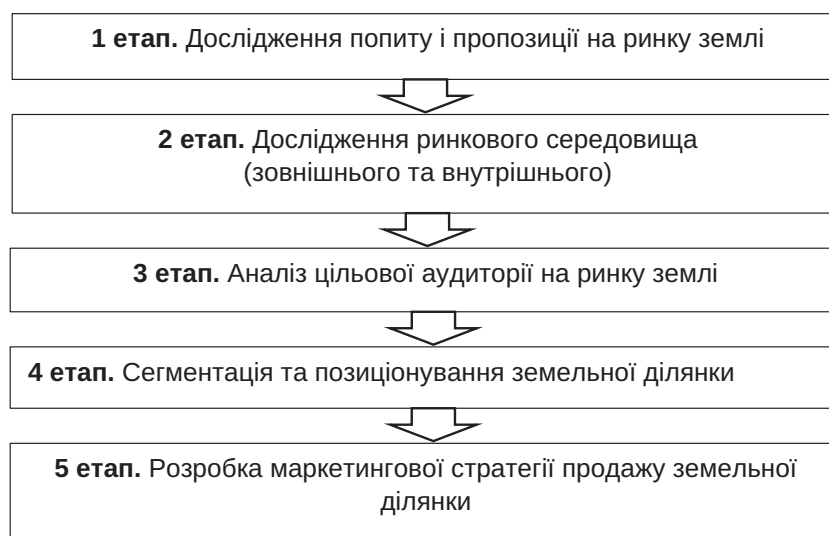 1 етап. Дослідження попиту і пропозиції на ринку землі
2 етап. Дослідження ринкового середовища
(зовнішнього та внутрішнього)
3 етап. Аналіз цільової аудиторії на ринку землі
4 етап. Сегментація та позиціонування земельної ділянки
5 етап. Розробка маркетингової стратегії продажу земельної
ділянки